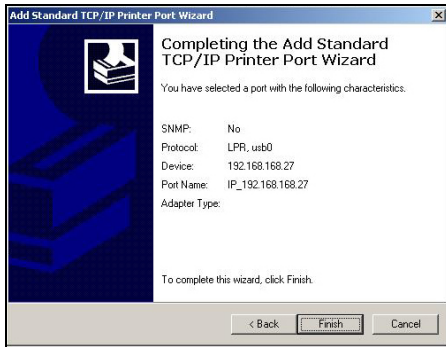 Add Standard TCP/IP Printer Port Wizard
Completing the Add Standard
TCP/IP Printer Port Wizard
You have selected a port with the following characteristics.
SNMP: No
Protocol: LPR, usb0
Device: 192.168.168.27
Port Name: IP_192.168.168.27
Adapter Type:
To complete this wizard, click Finish.
< Back Finish Cancel